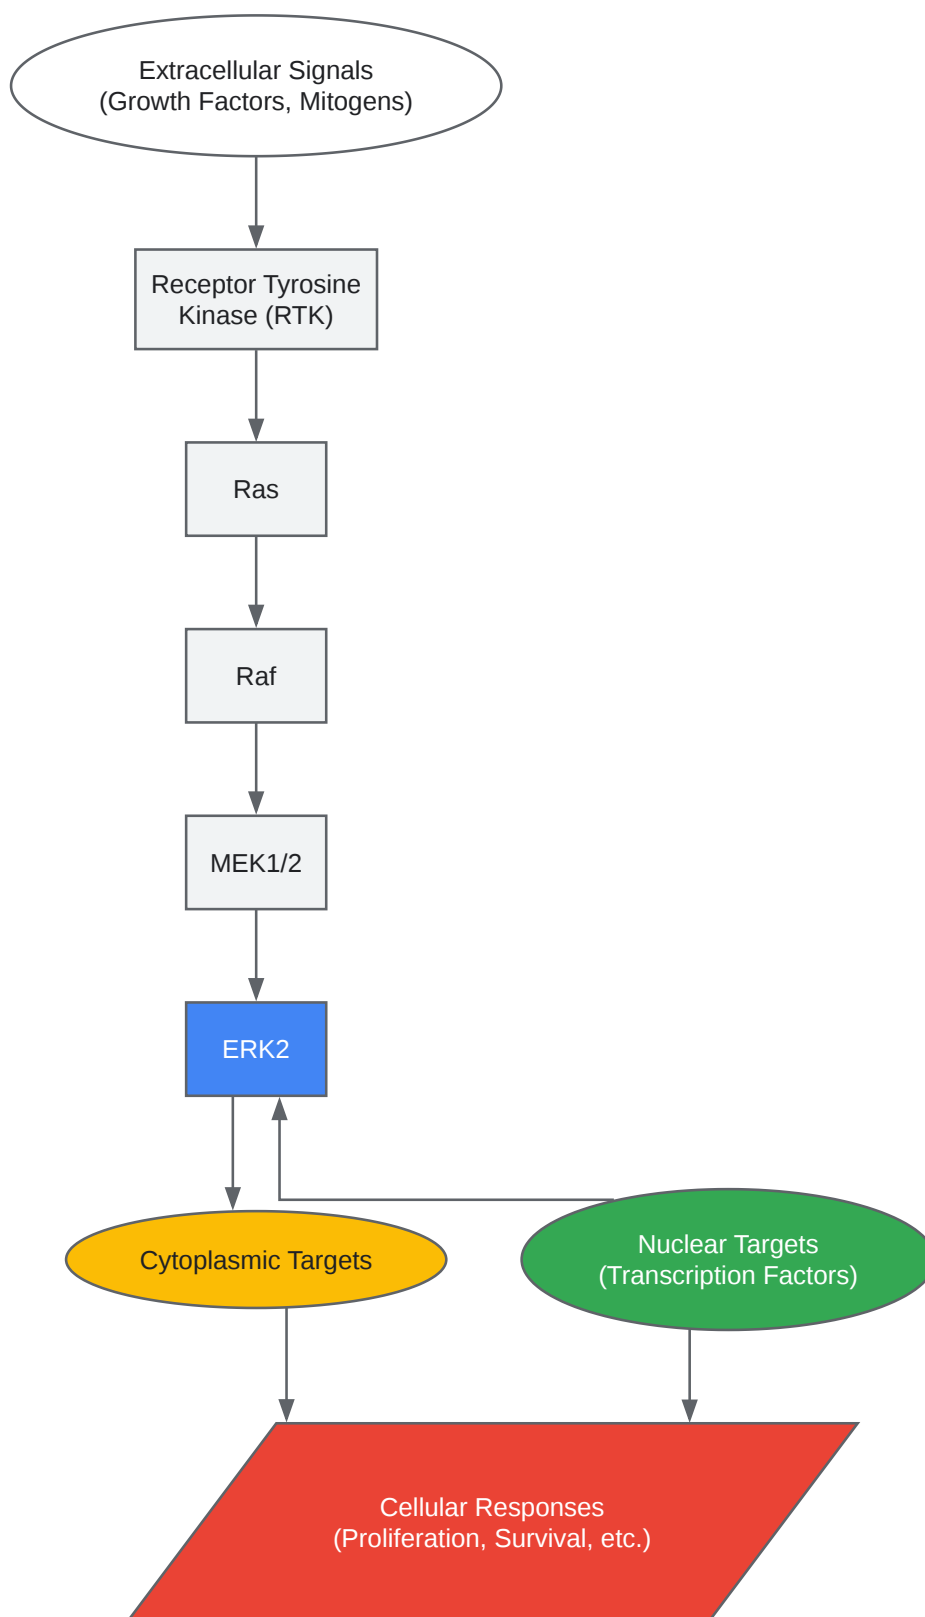 Extracellular Signals
(Growth Factors, Mitogens)
Receptor Tyrosine
Kinase (RTK)
Ras
Raf
MEK1/2
ERK2
Cytoplasmic Targets
Nuclear Targets
(Transcription Factors)
Cellular Responses
(Proliferation, Survival, etc.)